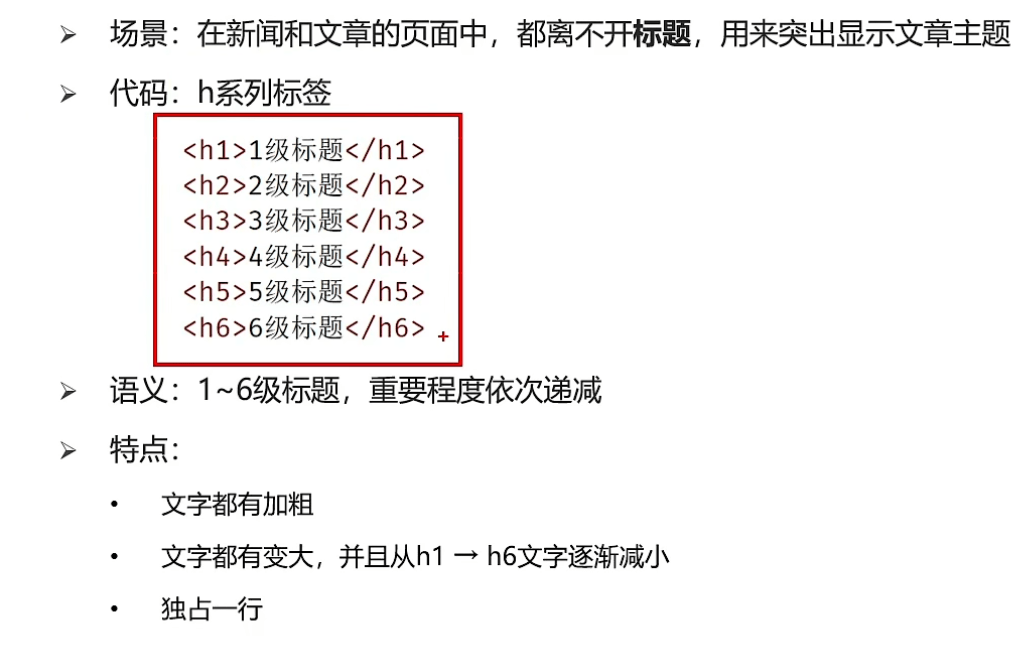 ➢ 场景：在新闻和文章的页面中，都离不开标题，用来突出显示文章主题
➢ 代码：h系列标签
<h1>1级标题</h1>
<h2>2级标题</h2>
<h3>3级标题</h3>
<h4>4级标题</h4>
<h5>5级标题</h5>
<h6>6级标题</h6>
➢ 语义：1~6级标题，重要程度依次递减
➢ 特点：
• 文字都有加粗
• 文字都有变大，并且从h1 → h6文字逐渐减小
• 独占一行